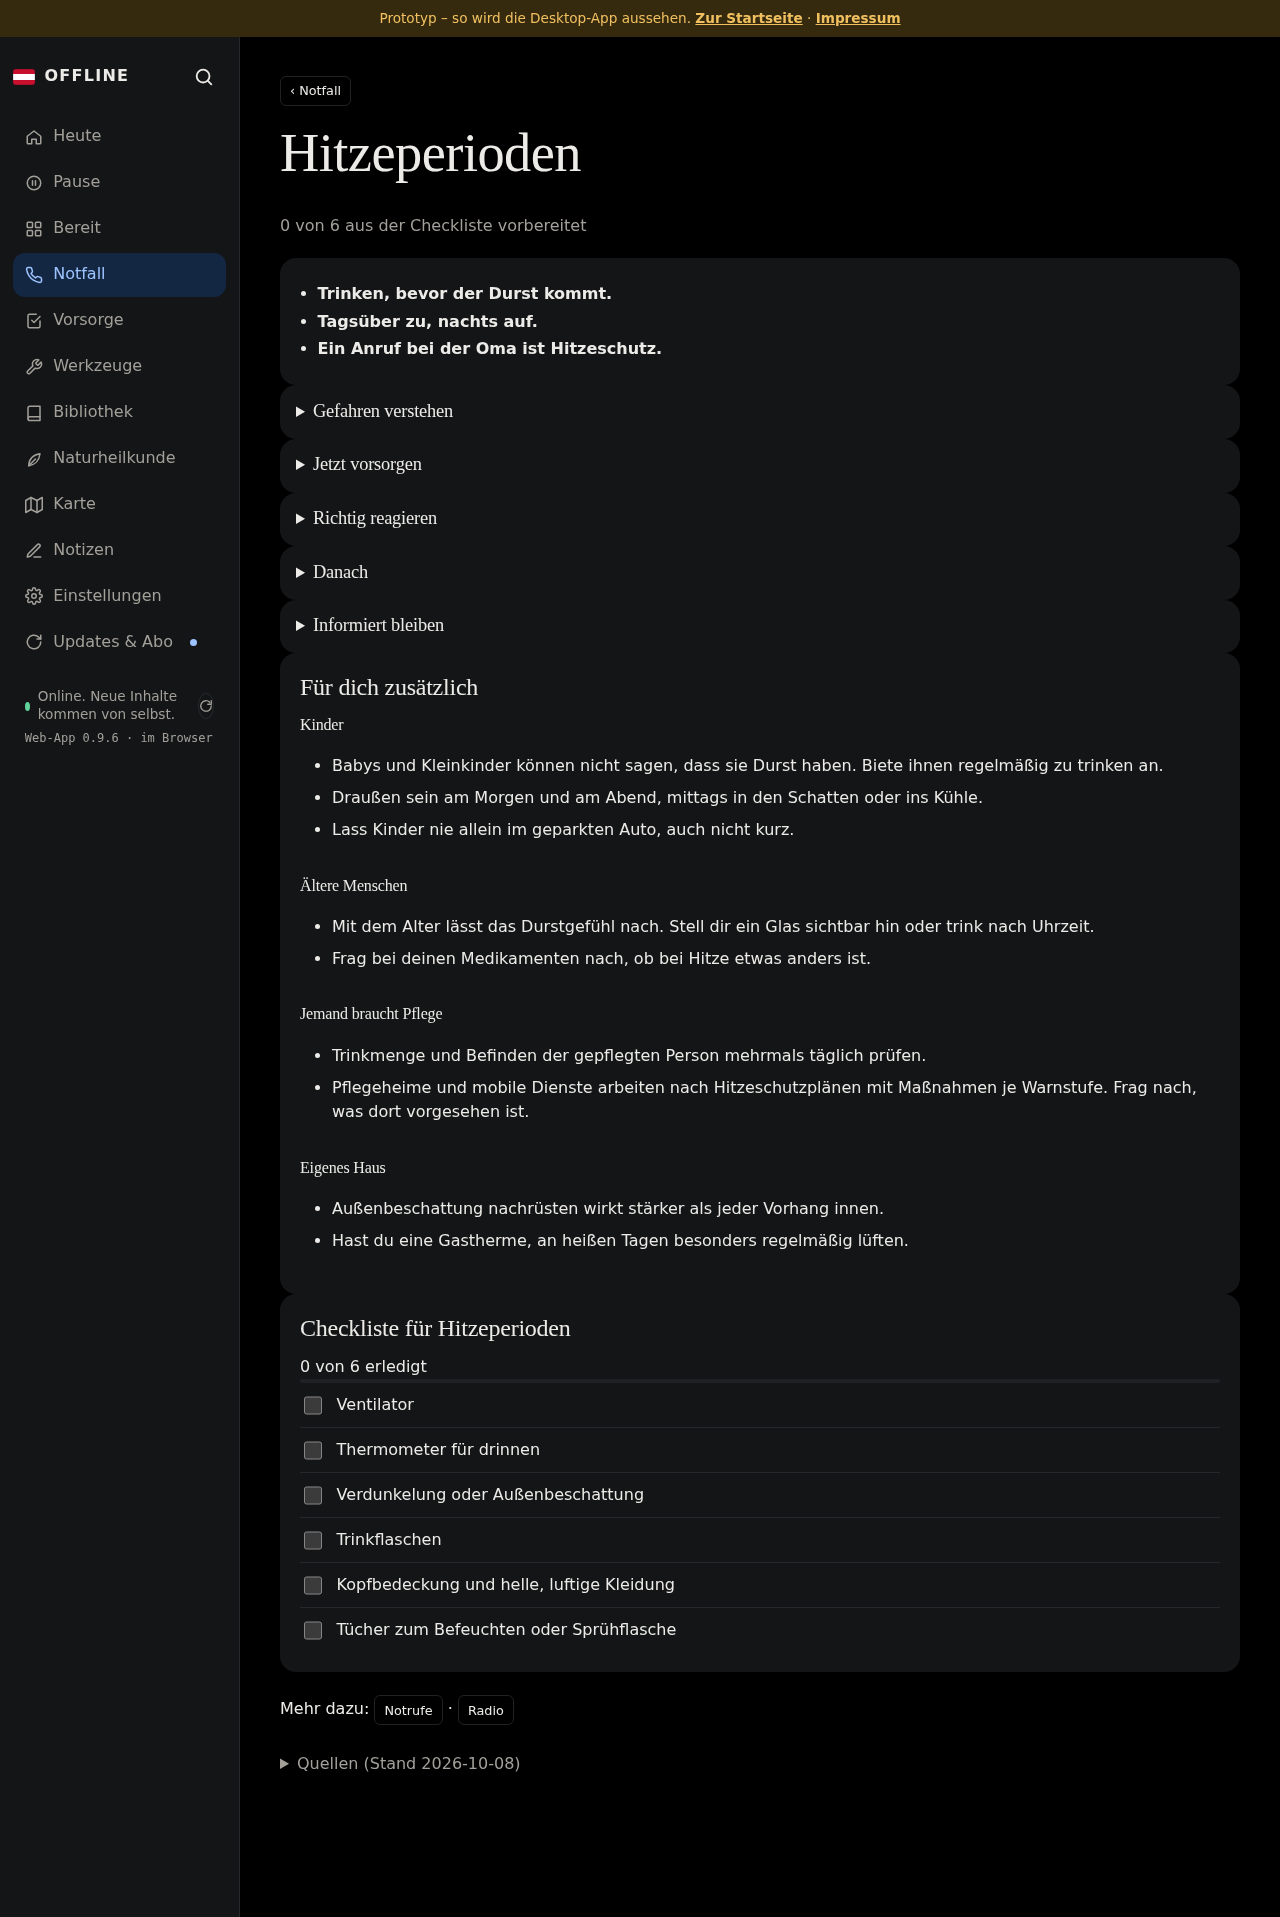 Prototyp – so wird die Desktop-App aussehen. Zur Startseite · Impressum
OFFLINE
Heute
Pause
Bereit
Notfall
Vorsorge
Werkzeuge
Bibliothek
Naturheilkunde
Karte
Notizen
Einstellungen
Updates & Abo
Online. Neue Inhalte
kommen von selbst.
Web-App 0.9.6 · im Browser
‹ Notfall
Hitzeperioden
0 von 6 aus der Checkliste vorbereitet
• Trinken, bevor der Durst kommt.
• Tagsüber zu, nachts auf.
• Ein Anruf bei der Oma ist Hitzeschutz.
Gefahren verstehen
Jetzt vorsorgen
Richtig reagieren
Danach
Informiert bleiben
Für dich zusätzlich
Kinder
• Babys und Kleinkinder können nicht sagen, dass sie Durst haben. Biete ihnen regelmäßig zu trinken an.
• Draußen sein am Morgen und am Abend, mittags in den Schatten oder ins Kühle.
• Lass Kinder nie allein im geparkten Auto, auch nicht kurz.
Ältere Menschen
• Mit dem Alter lässt das Durstgefühl nach. Stell dir ein Glas sichtbar hin oder trink nach Uhrzeit.
• Frag bei deinen Medikamenten nach, ob bei Hitze etwas anders ist.
Jemand braucht Pflege
• Trinkmenge und Befinden der gepflegten Person mehrmals täglich prüfen.
• Pflegeheime und mobile Dienste arbeiten nach Hitzeschutzplänen mit Maßnahmen je Warnstufe. Frag nach,
was dort vorgesehen ist.
Eigenes Haus
• Außenbeschattung nachrüsten wirkt stärker als jeder Vorhang innen.
• Hast du eine Gastherme, an heißen Tagen besonders regelmäßig lüften.
Checkliste für Hitzeperioden
0 von 6 erledigt
Ventilator
Thermometer für drinnen
Verdunkelung oder Außenbeschattung
Trinkflaschen
Kopfbedeckung und helle, luftige Kleidung
Tücher zum Befeuchten oder Sprühflasche
Mehr dazu: Notrufe · Radio
Quellen (Stand 2026-10-08)